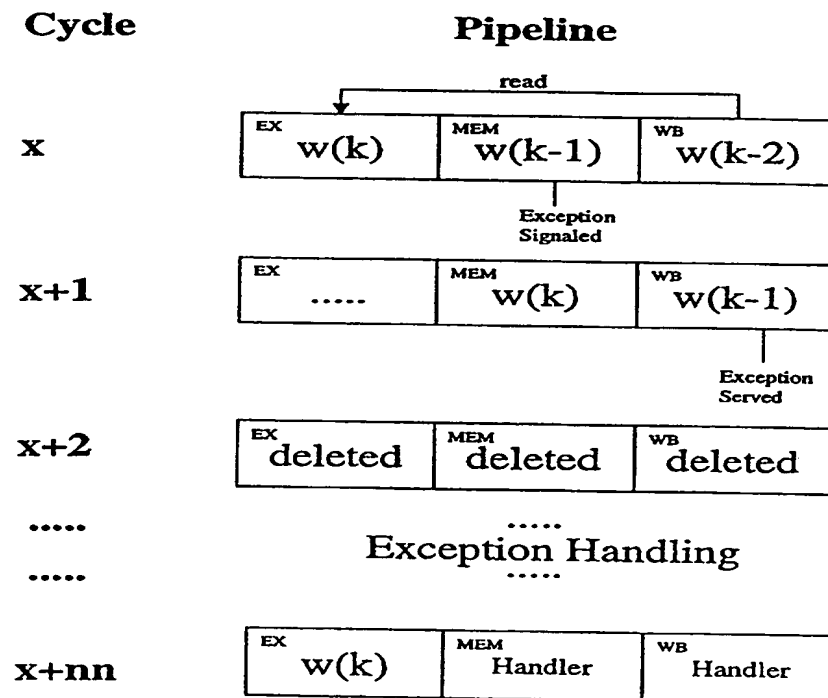 Cycle
Pipeline
read
x
EX
w(k)
MEM
w(k-1)
WB
w(k-2)
Exception
Signaled
x+1
EX
.....
MEM
w(k)
WB
w(k-1)
Exception
Served
x+2
EX
deleted
MEM
deleted
WB
deleted
.....
.....
Exception Handling
.....
.....
x+nn
EX
w(k)
MEM
Handler
WB
Handler